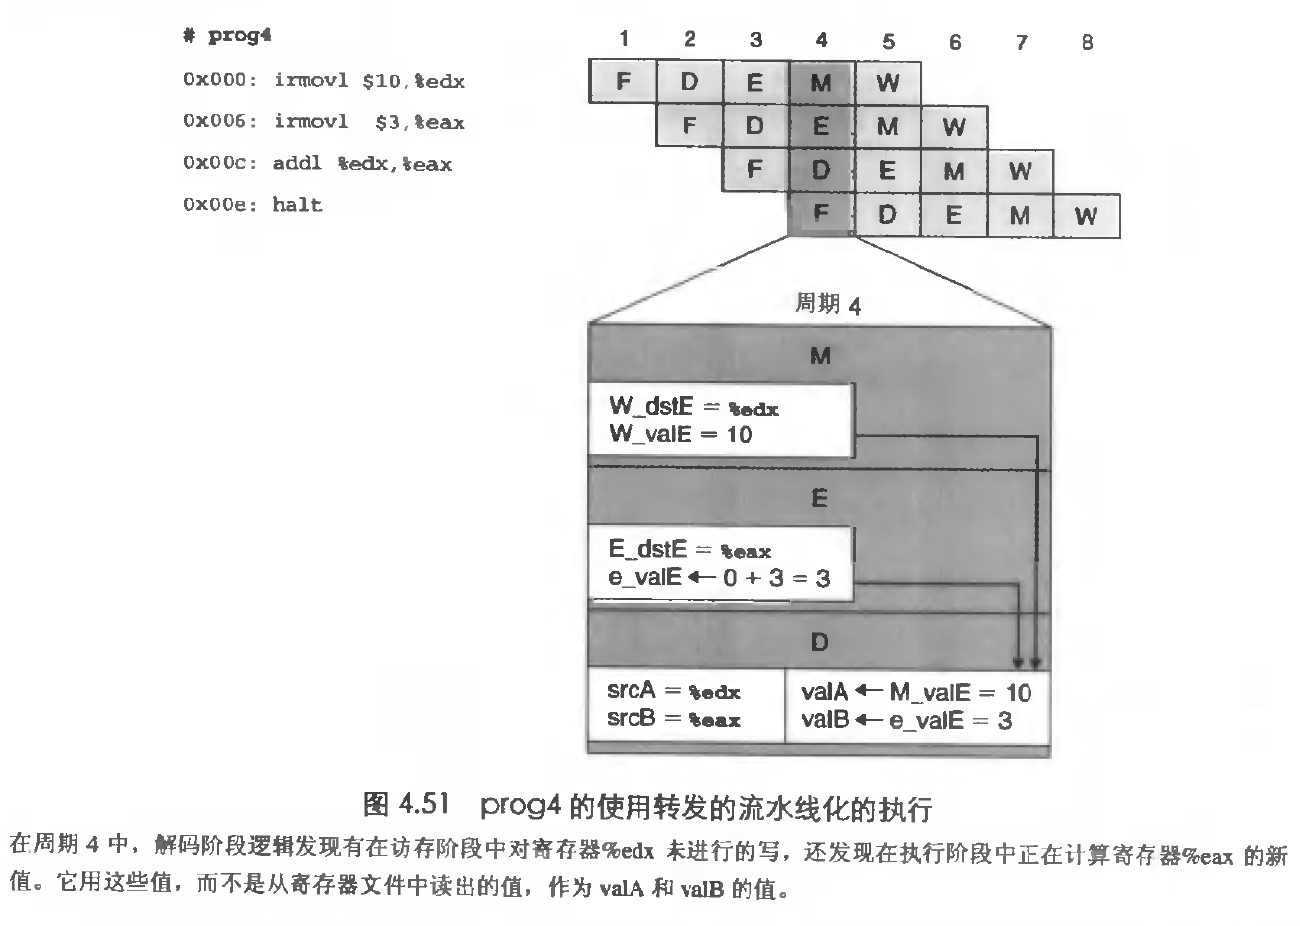 # prog4
0x000: irmovl $10,%edx
0x006: irmovl $3,%eax
0x00c: addl %edx,%eax
0x00e: halt
1 2 3 4 5 6 7 8
F D E M W
F D E M W
F D E M W
F D E M W
周期 4
M
W_dstE = %edx
W_valE = 10
E
E_dstE = %eax
e_valE ← 0 + 3 = 3
D
srcA = %edx valA ← M_valE = 10
srcB = %eax valB ← e_valE = 3
图 4.51 prog4 的使用转发的流水线化的执行
在周期 4 中，解码阶段逻辑发现有在访存阶段中对寄存器%edx 未进行的写，还发现在执行阶段中正在计算寄存器%eax 的新
值。它用这些值，而不是从寄存器文件中读出的值，作为 valA 和 valB 的值。